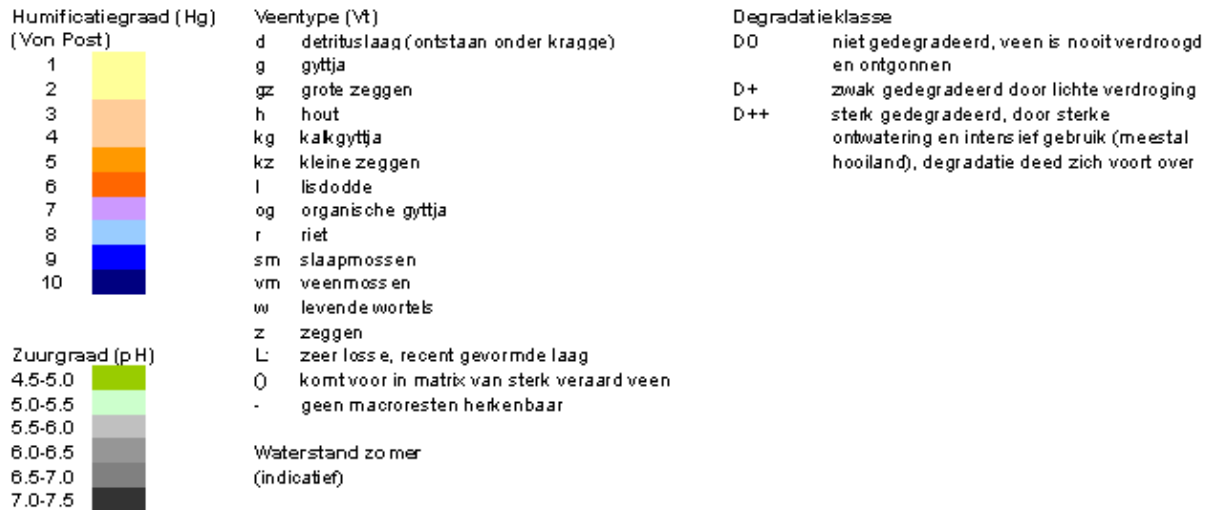 Humificatiegraad (Hg)
(Von Post)
1
2
3
4
5
6
7
8
9
10
Zuurgraad (pH)
4.5-5.0
5.0-5.5
5.5-6.0
6.0-6.5
6.5-7.0
7.0-7.5
Veentype (Vt)
d detrituslaag (ontstaan onder kragge)
g gyttja
gz grote zeggen
h hout
kg kalkgyttja
kz kleine zeggen
l lisdodde
og organische gyttja
r riet
sm slaapmossen
vm veenmossen
w levende wortels
z zeggen
L: zeer losse, recent gevormde laag
() komt voor in matrix van sterk veraard veen
- geen macroresten herkenbaar
Waterstand zomer
(indicatief)
Degradatieklasse
D0 niet gedegradeerd, veen is nooit verdroogd
en ontgonnen
D+ zwak gedegradeerd door lichte verdroging
D++ sterk gedegradeerd, door sterke
ontwatering en intensief gebruik (meestal
hooiland), degradatie deed zich voort over